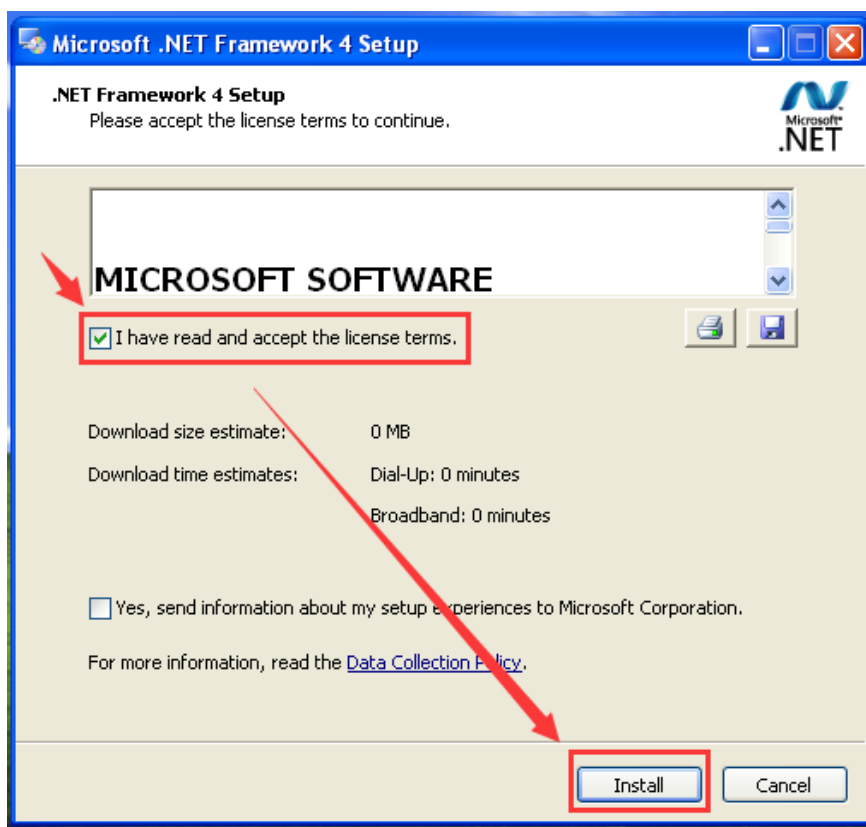 Microsoft .NET Framework 4 Setup
.NET Framework 4 Setup
Please accept the license terms to continue.
Microsoft®
.NET
MICROSOFT SOFTWARE
I have read and accept the license terms.
Download size estimate: 0 MB
Download time estimates: Dial-Up: 0 minutes
Broadband: 0 minutes
Yes, send information about my setup experiences to Microsoft Corporation.
For more information, read the Data Collection Policy.
Install Cancel